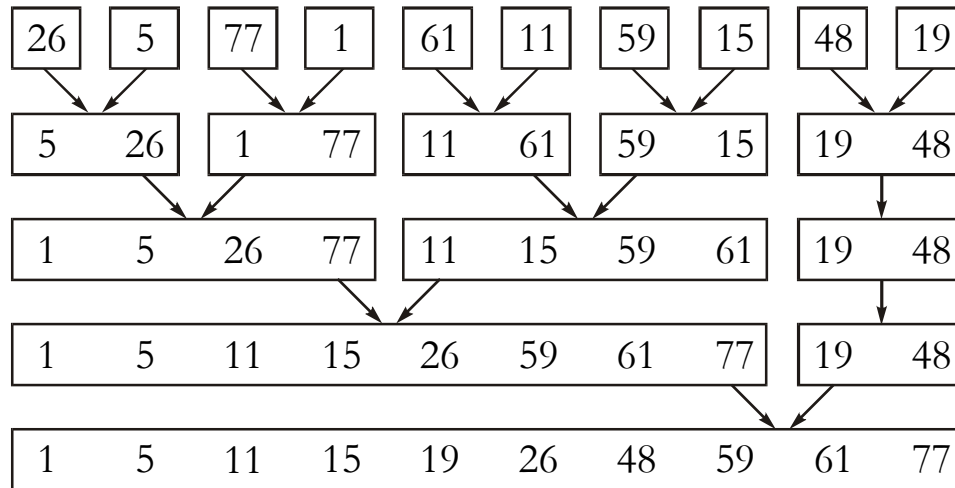 26 5 77 1 61 11 59 15 48 19
5 26 1 77 11 61 59 15 19 48
1 5 26 77 11 15 59 61 19 48
1 5 11 15 26 59 61 77 19 48
1 5 11 15 19 26 48 59 61 77